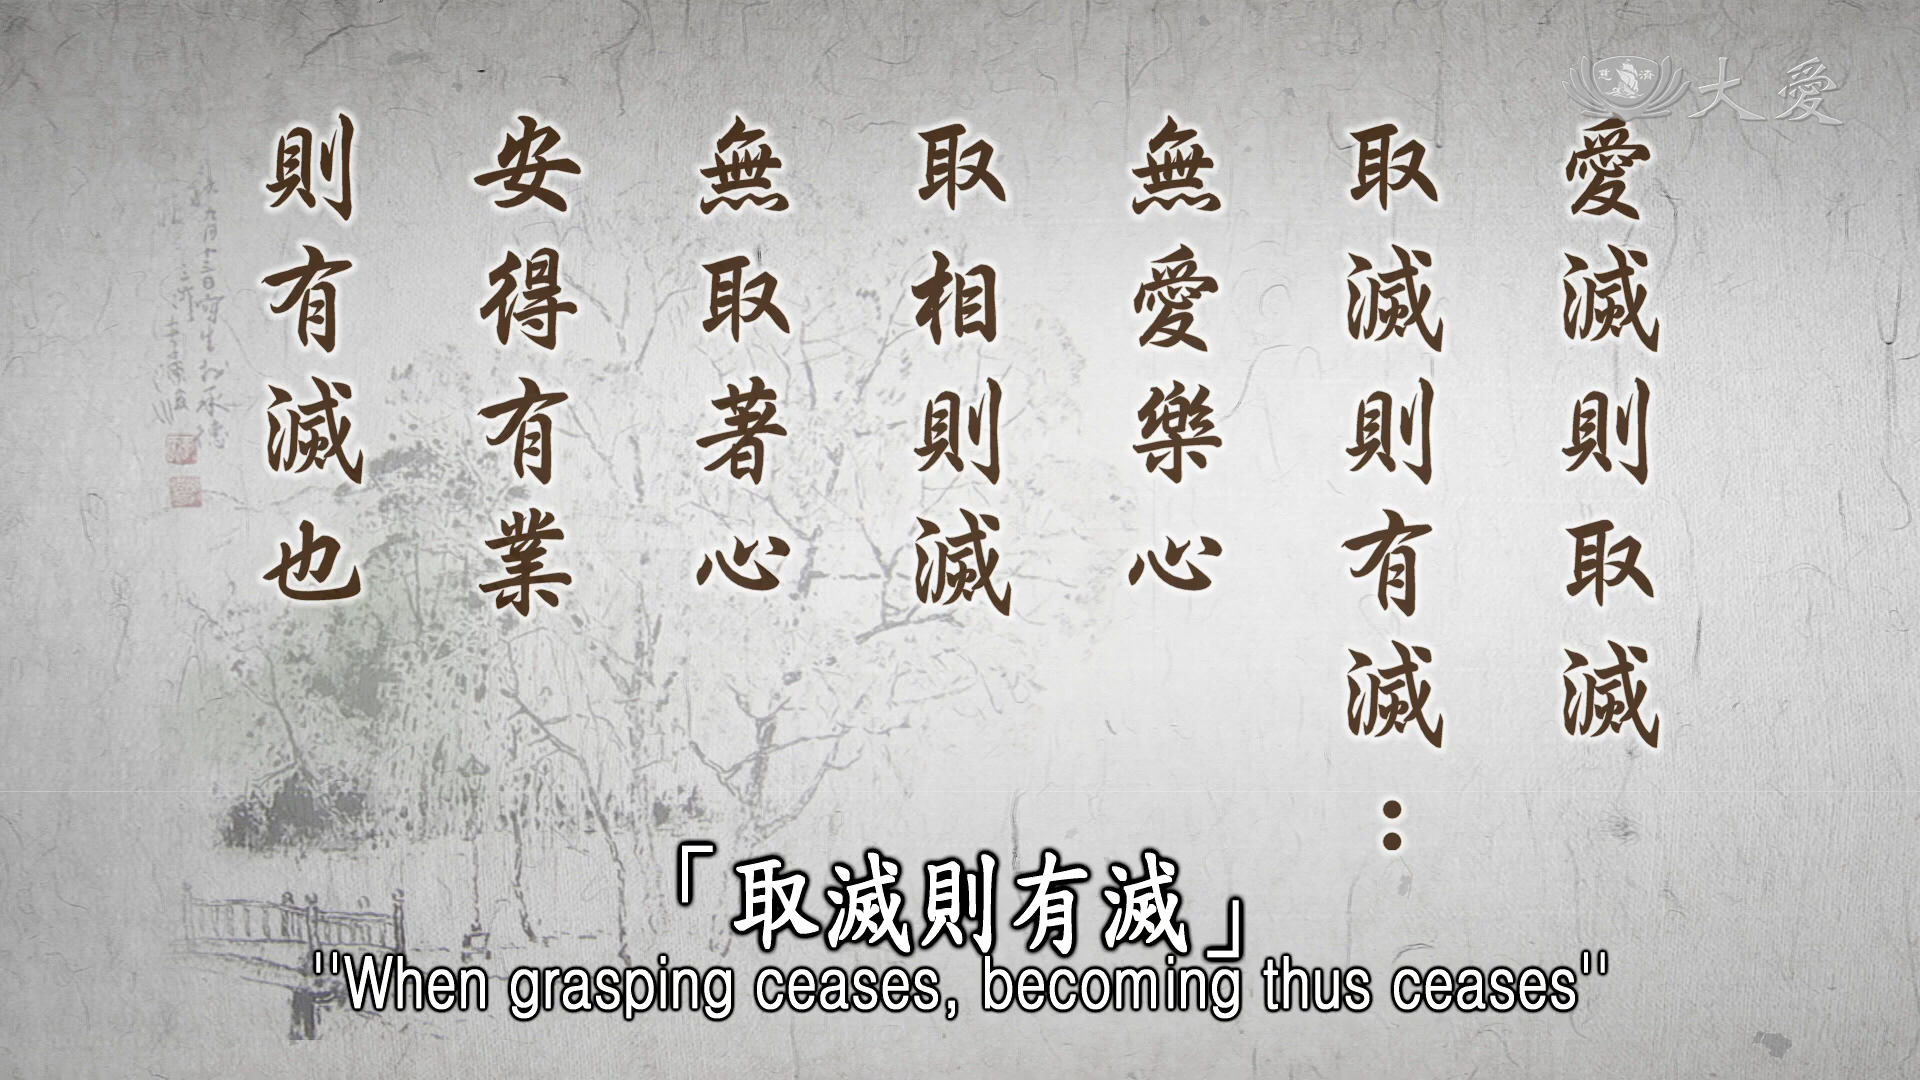 愛滅則取滅
取滅則有滅：
無愛樂心
取相則滅
無取著心
安得有業
則有滅也
慈濟
大愛
「取滅則有滅」
"When grasping ceases, becoming thus ceases"